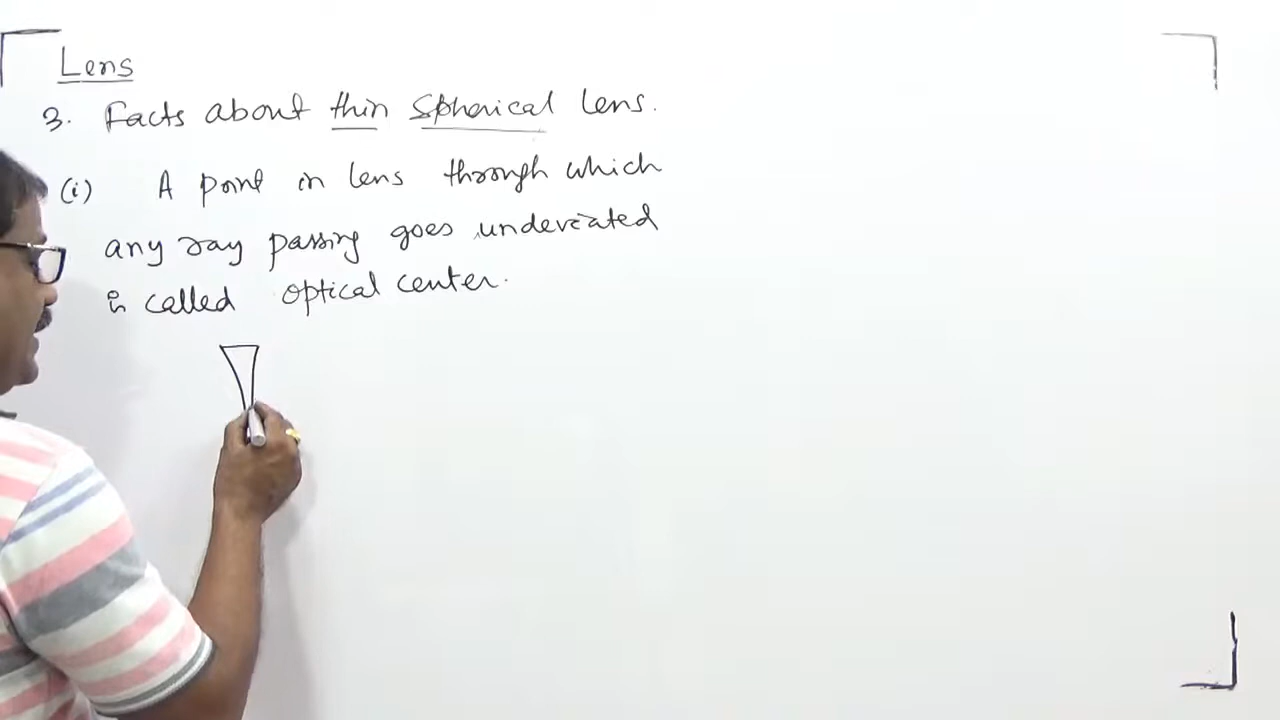 Lens
3. Facts about thin Spherical lens.
(i) A point in lens through which
any ray passing goes undeviated
is called optical center.